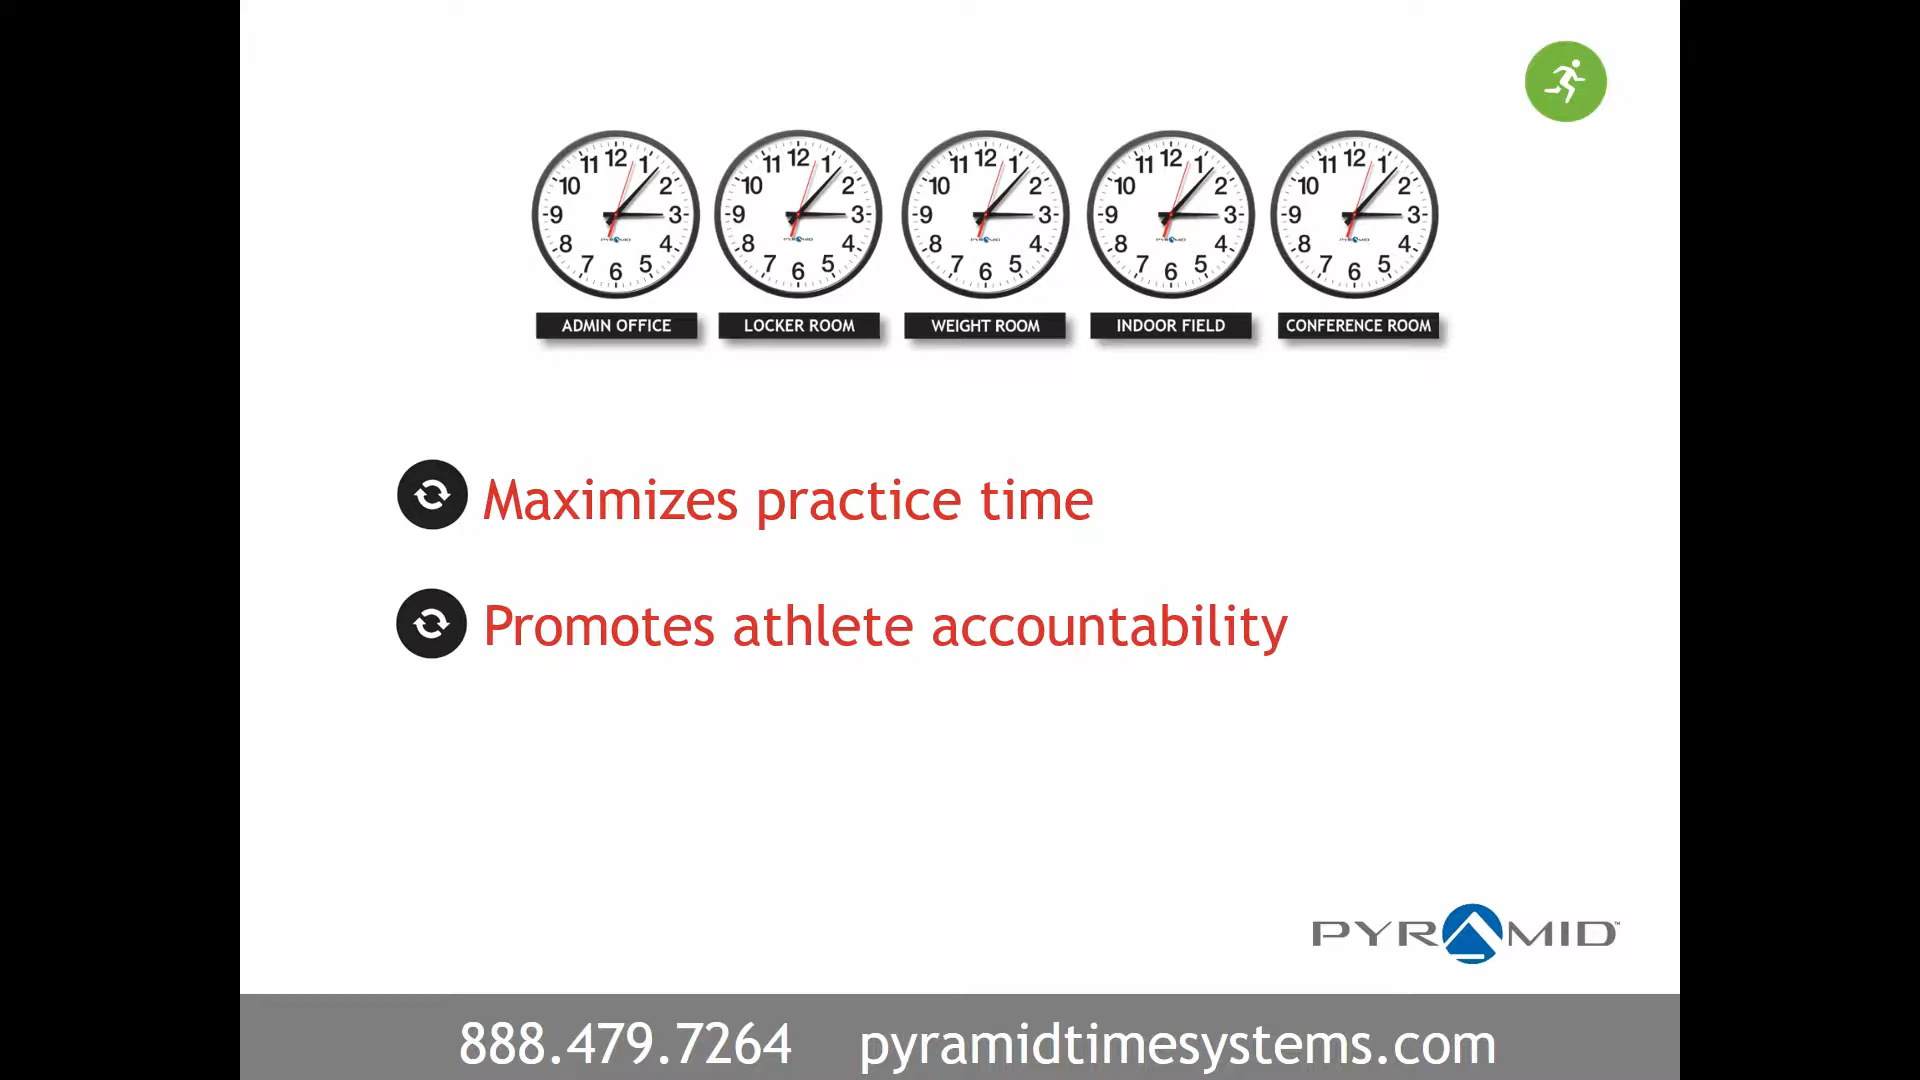 ADMIN OFFICE LOCKER ROOM WEIGHT ROOM INDOOR FIELD CONFERENCE ROOM
Maximizes practice time
Promotes athlete accountability
PYRAMID™
888.479.7264 pyramidtimesystems.com